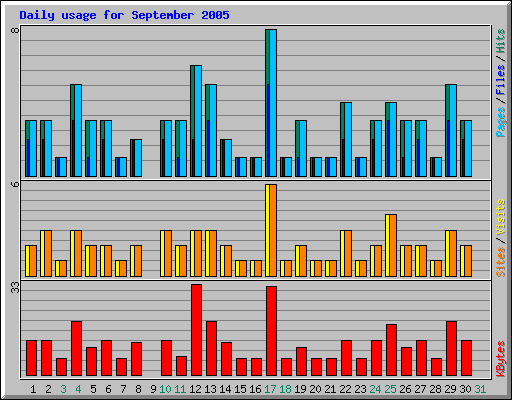 Daily usage for September 2005
8
Pages/Files/Hits
6
Sites/Visits
33
KBytes
1 2 3 4 5 6 7 8 9 10 11 12 13 14 15 16 17 18 19 20 21 22 23 24 25 26 27 28 29 30 31